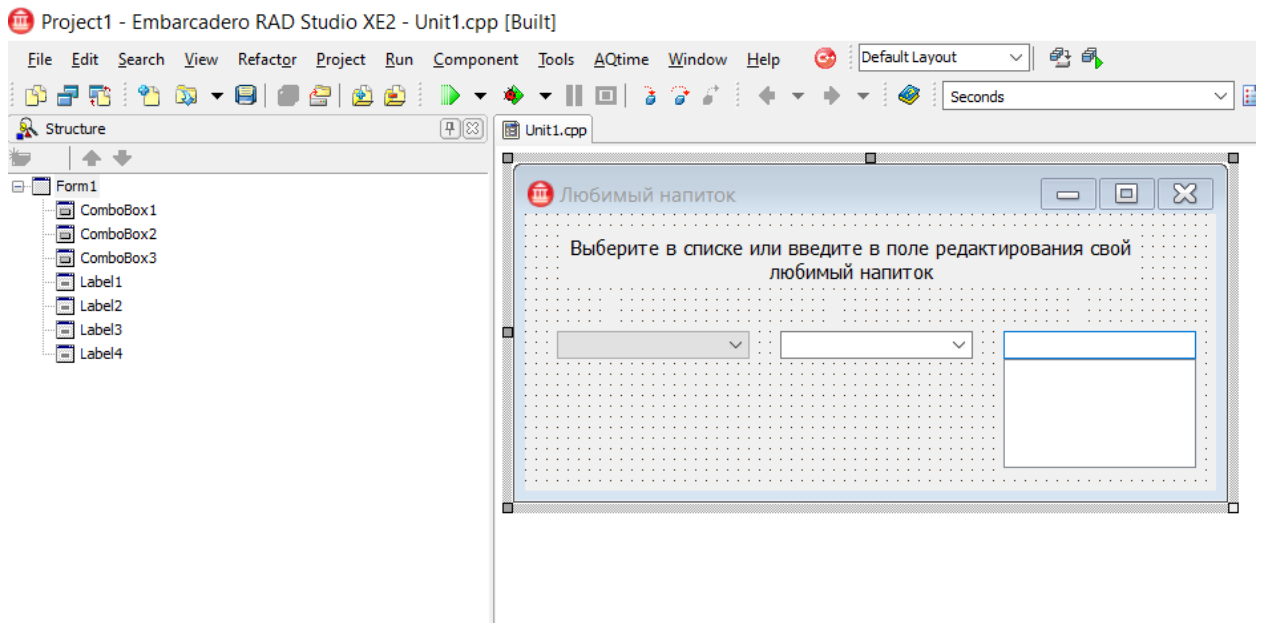 Project1 - Embarcadero RAD Studio XE2 - Unit1.cpp [Built]
File Edit Search View Refactor Project Run Component Tools AQtime Window Help Default Layout
Seconds
Structure
Unit1.cpp
Form1
ComboBox1
ComboBox2
ComboBox3
Label1
Label2
Label3
Label4
Любимый напиток
Выберите в списке или введите в поле редактирования свой
любимый напиток